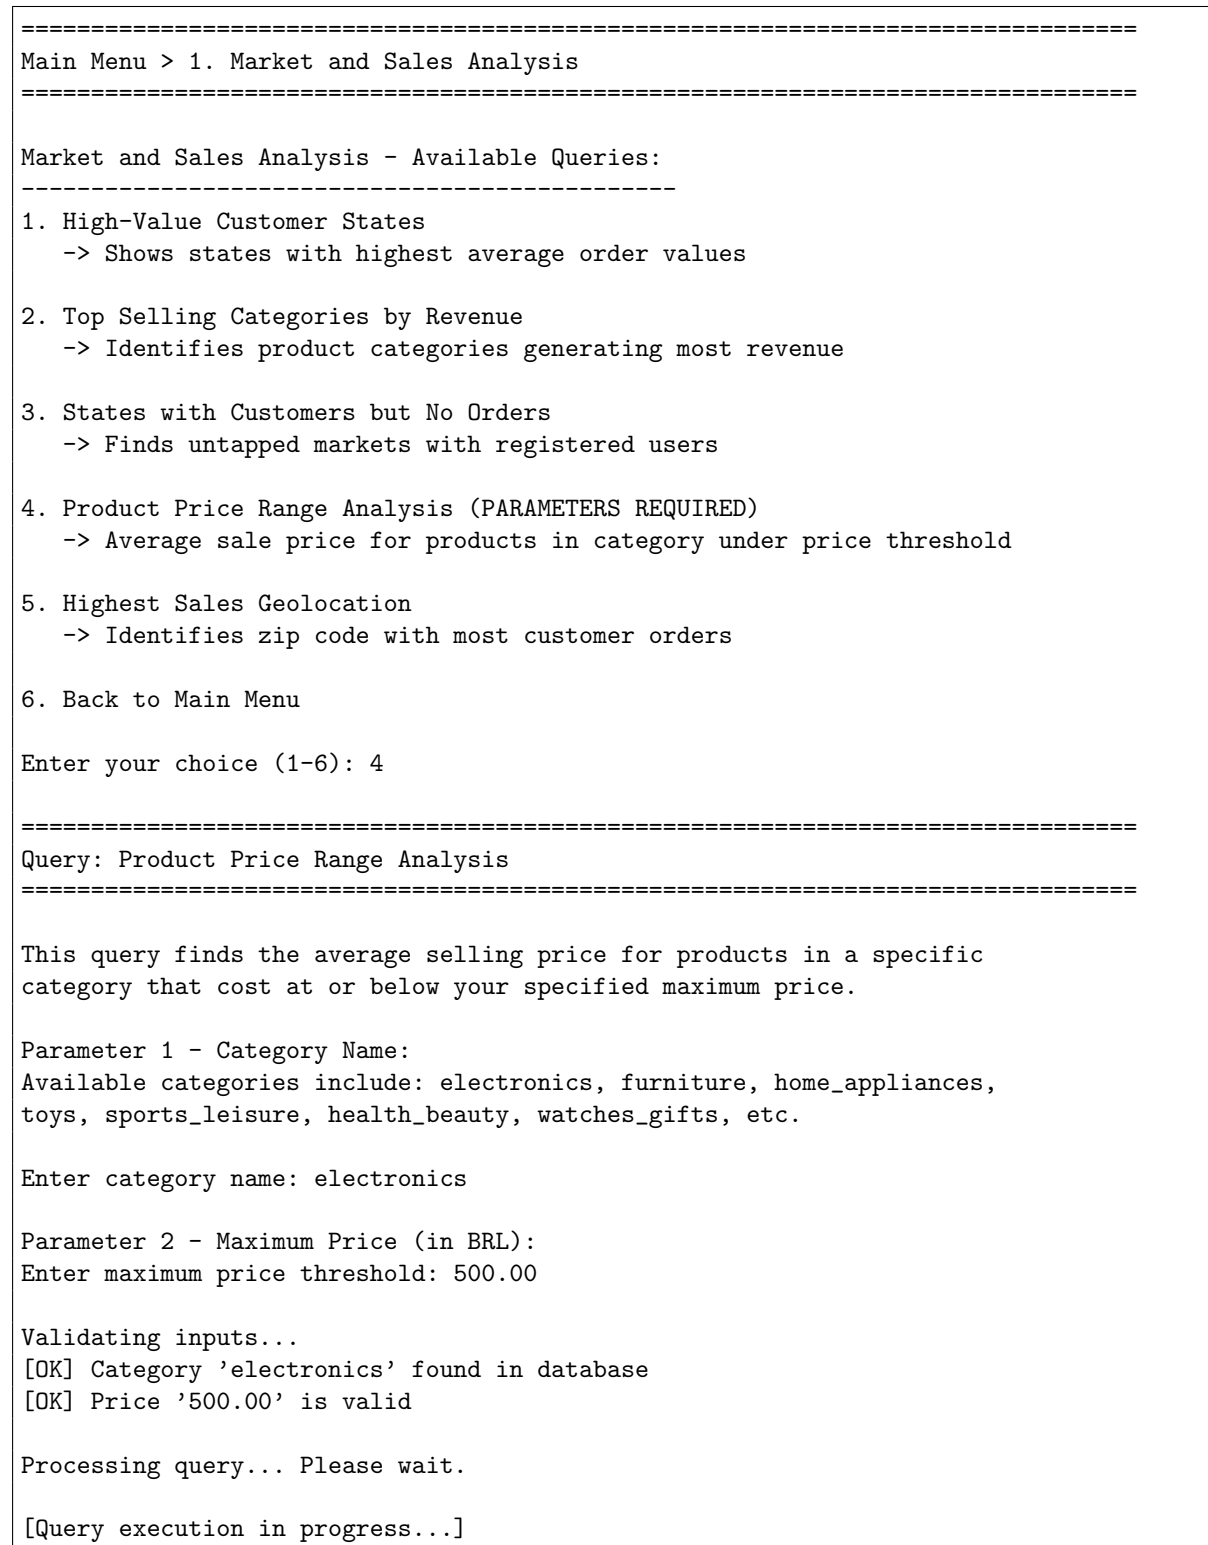 ================================================================================
Main Menu > 1. Market and Sales Analysis
================================================================================
Market and Sales Analysis - Available Queries:
-----------------------------------------------
1. High-Value Customer States
-> Shows states with highest average order values
2. Top Selling Categories by Revenue
-> Identifies product categories generating most revenue
3. States with Customers but No Orders
-> Finds untapped markets with registered users
4. Product Price Range Analysis (PARAMETERS REQUIRED)
-> Average sale price for products in category under price threshold
5. Highest Sales Geolocation
-> Identifies zip code with most customer orders
6. Back to Main Menu
Enter your choice (1-6): 4
================================================================================
Query: Product Price Range Analysis
================================================================================
This query finds the average selling price for products in a specific
category that cost at or below your specified maximum price.
Parameter 1 - Category Name:
Available categories include: electronics, furniture, home_appliances,
toys, sports_leisure, health_beauty, watches_gifts, etc.
Enter category name: electronics
Parameter 2 - Maximum Price (in BRL):
Enter maximum price threshold: 500.00
Validating inputs...
[OK] Category ’electronics’ found in database
[OK] Price ’500.00’ is valid
Processing query... Please wait.
[Query execution in progress...]